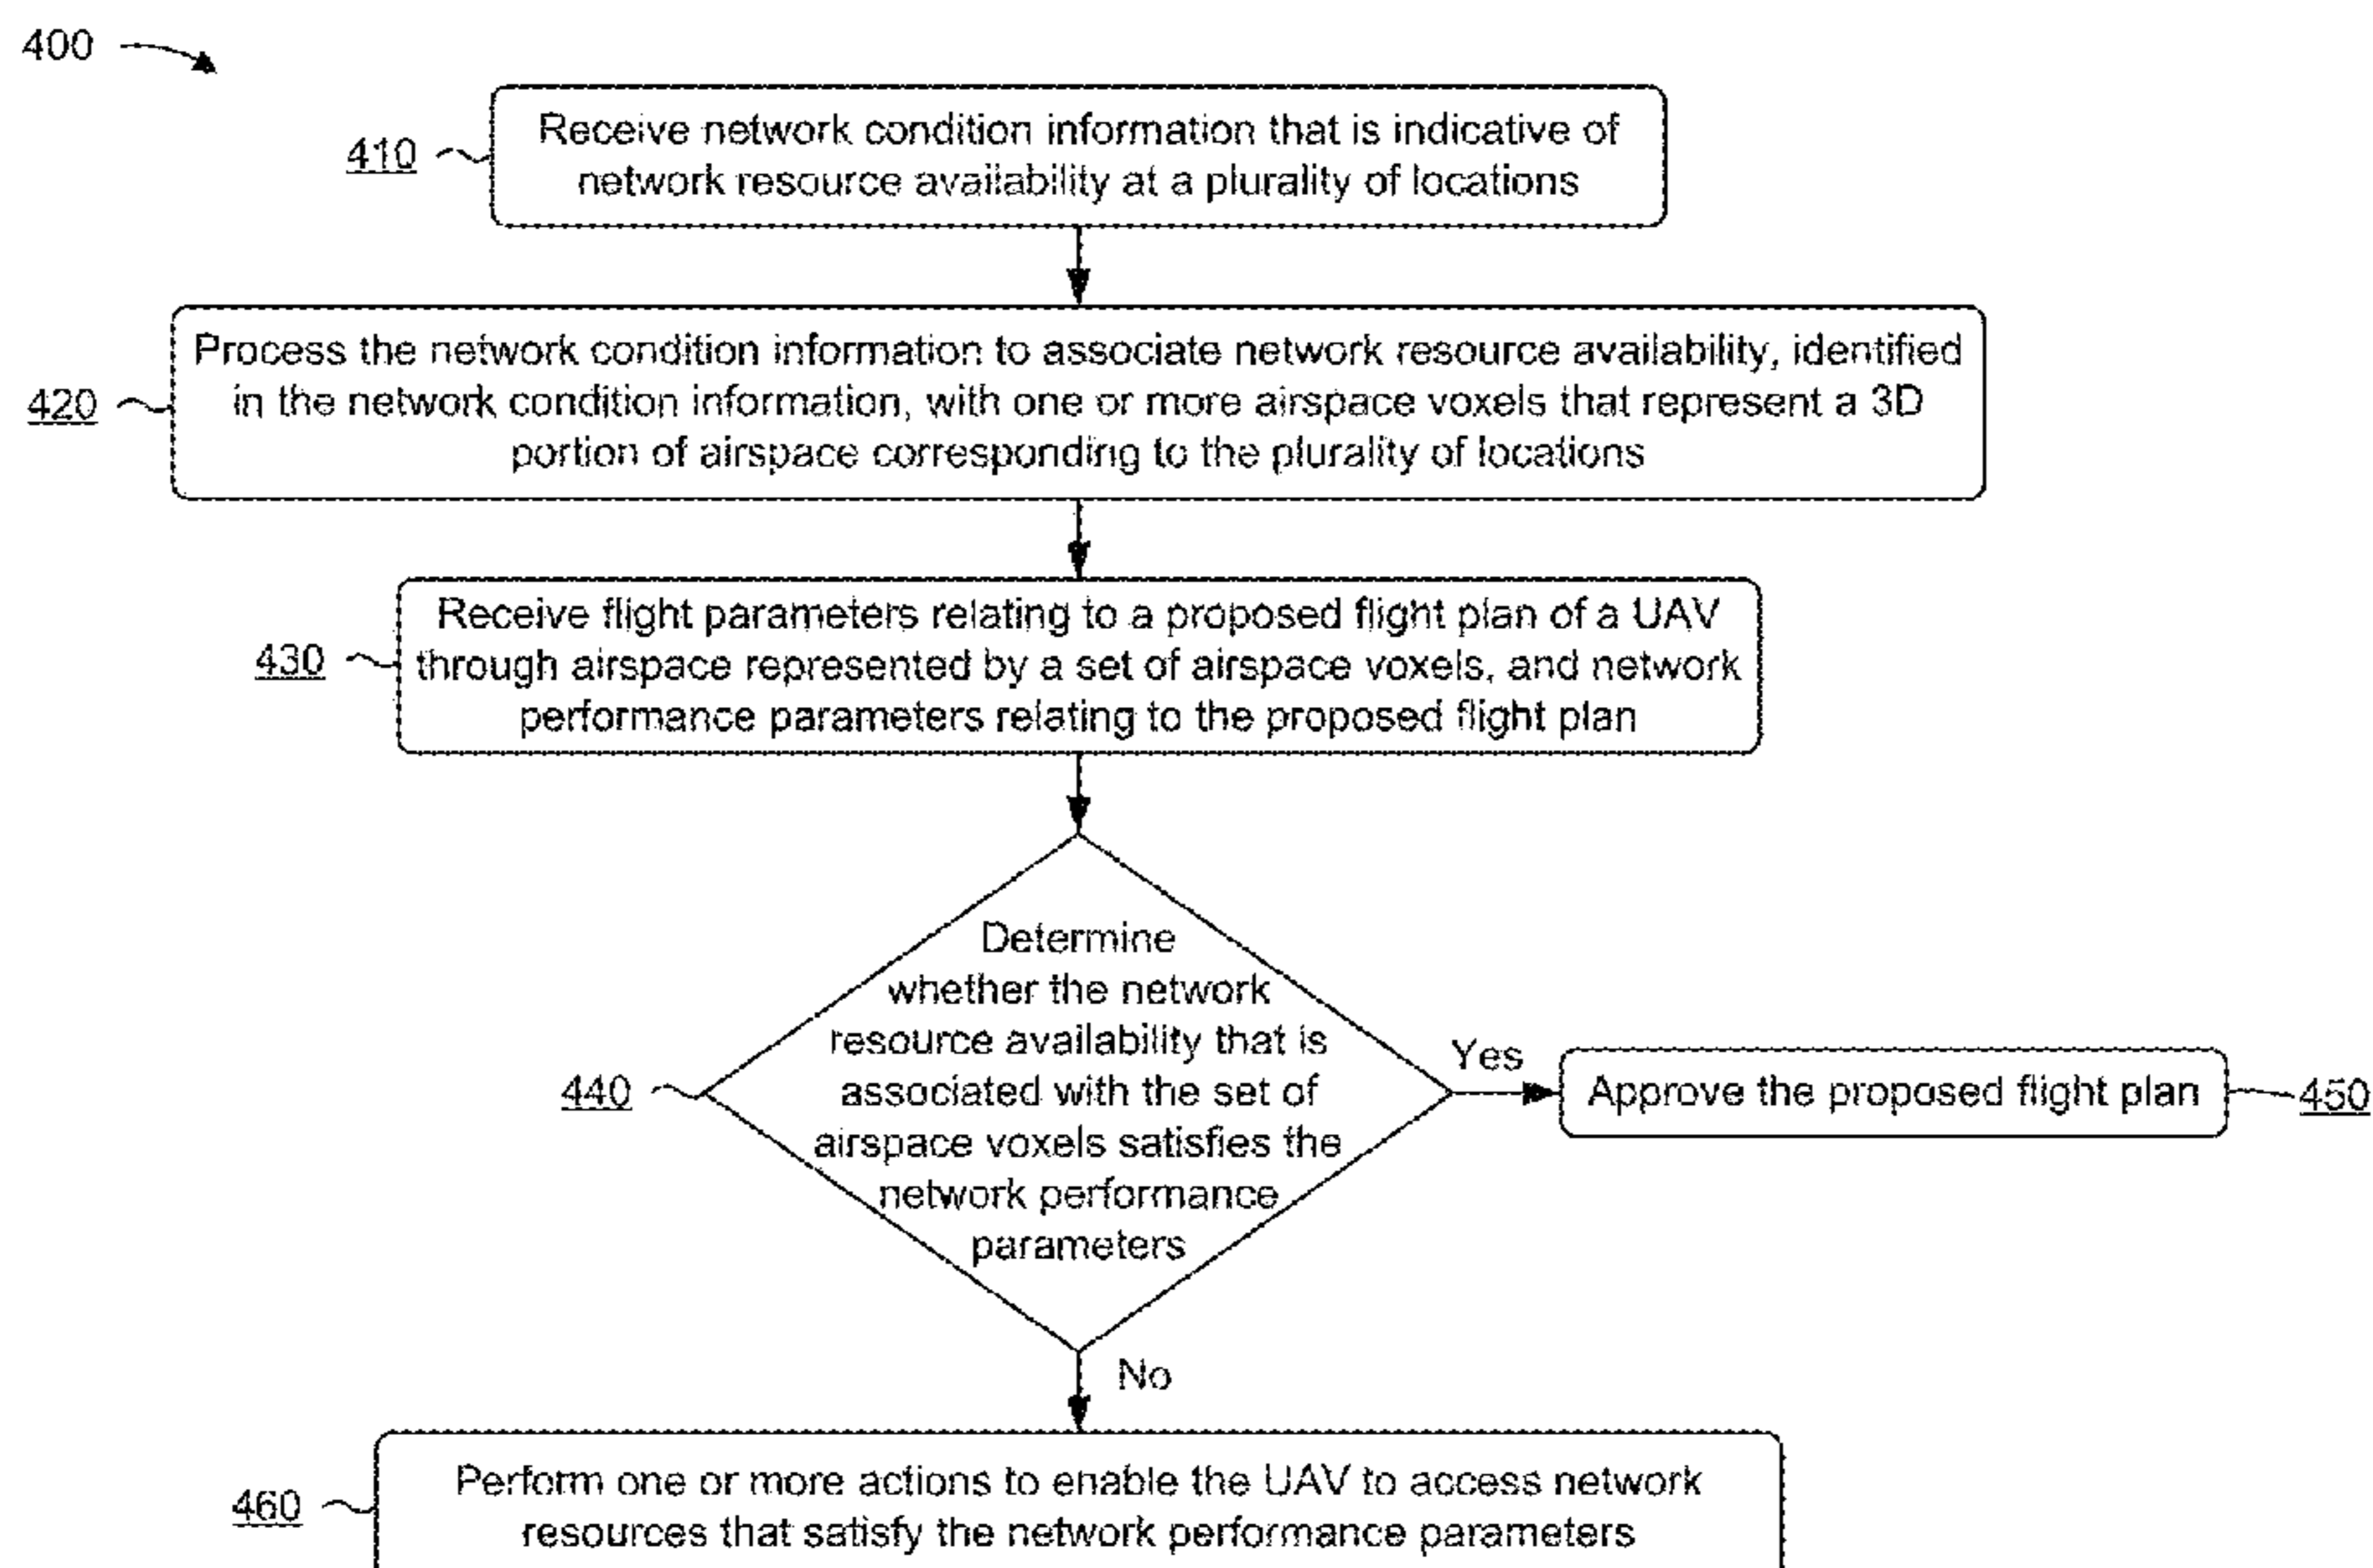 400
410
Receive network condition information that is indicative of
network resource availability at a plurality of locations
420
Process the network condition information to associate network resource availability, identified
in the network condition information, with one or more airspace voxels that represent a 3D
portion of airspace corresponding to the plurality of locations
430
Receive flight parameters relating to a proposed flight plan of a UAV
through airspace represented by a set of airspace voxels, and network
performance parameters relating to the proposed flight plan
440
Determine
whether the network
resource availability that is
associated with the set of
airspace voxels satisfies the
network performance
parameters
Yes
Approve the proposed flight plan
450
No
460
Perform one or more actions to enable the UAV to access network
resources that satisfy the network performance parameters